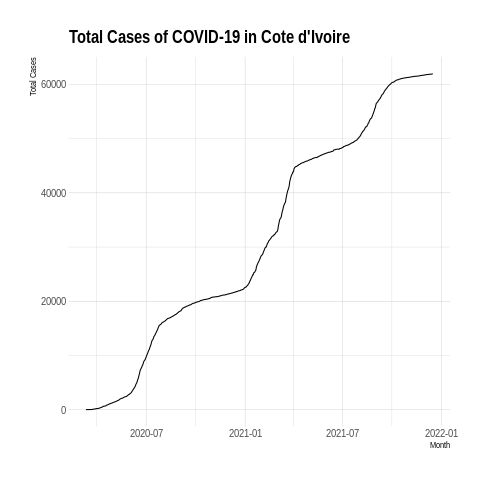 Total Cases of COVID-19 in Cote d'Ivoire
Total Cases
60000
40000
20000
0
2020-07 2021-01 2021-07 2022-01
Month